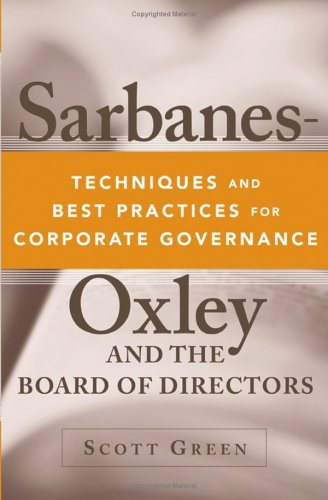 Sarbanes-
TECHNIQUES AND
BEST PRACTICES FOR
CORPORATE GOVERNANCE
Oxley
AND THE
BOARD OF DIRECTORS
SCOTT GREEN